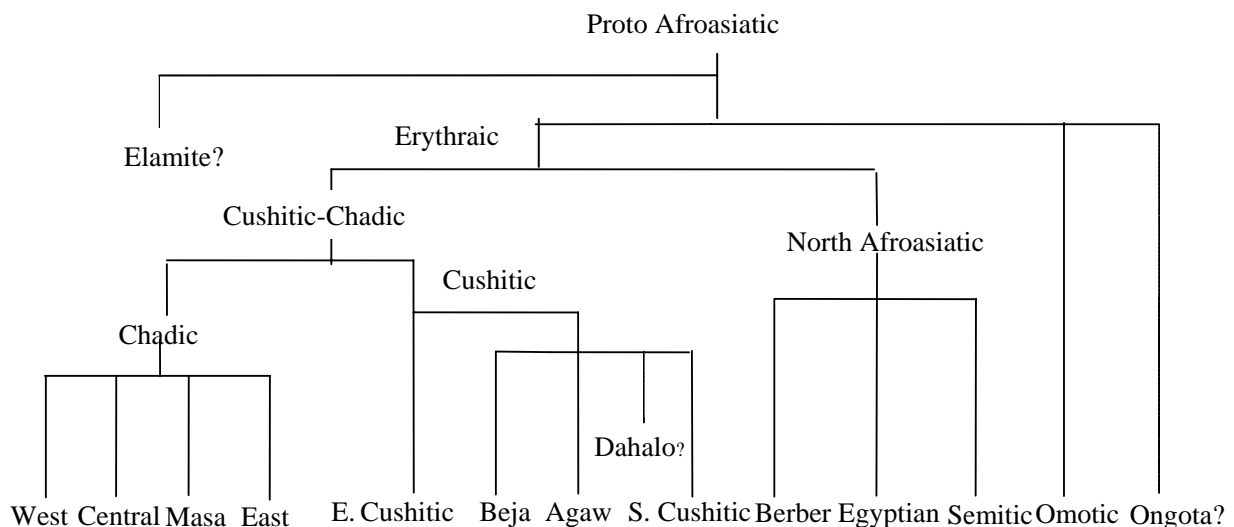 Proto Afroasiatic
Erythraic
Elamite?
Cushitic-Chadic
North Afroasiatic
Cushitic
Chadic
Dahalo?
West Central Masa East E. Cushitic Beja Agaw S. Cushitic Berber Egyptian Semitic Omotic Ongota?